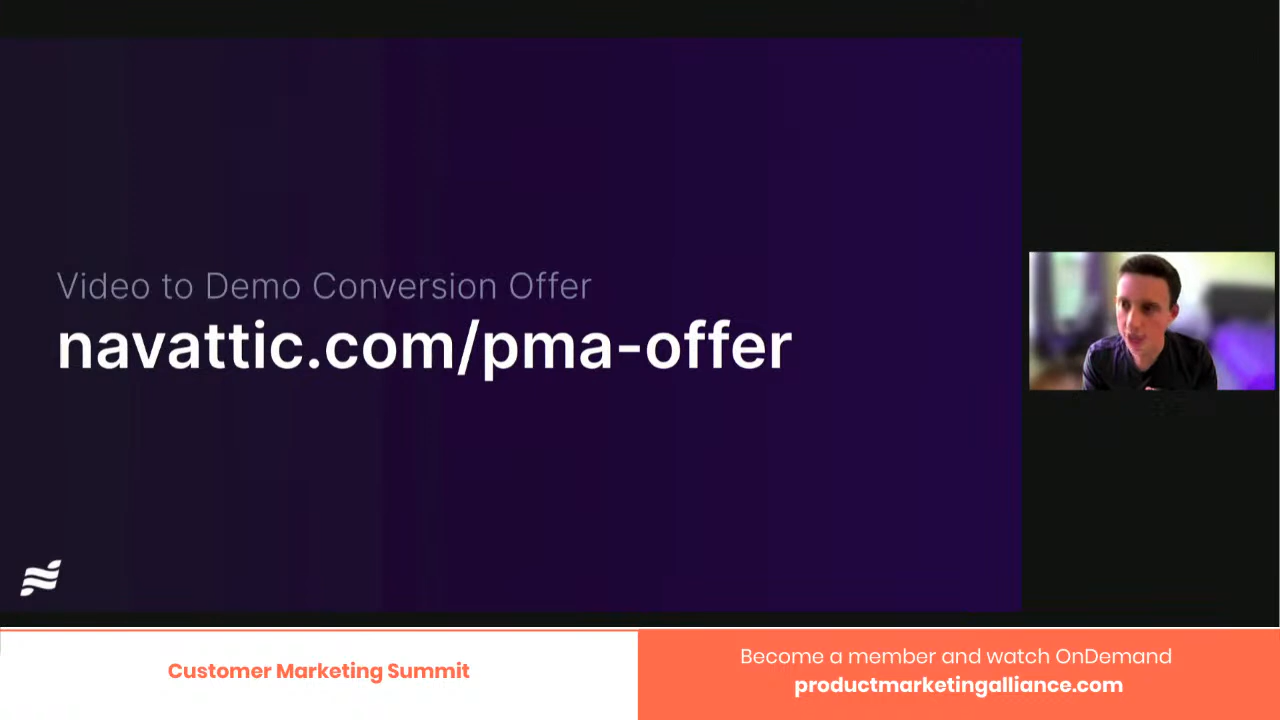 Video to Demo Conversion Offer
navattic.com/pma-offer
Customer Marketing Summit
Become a member and watch OnDemand
productmarketingalliance.com